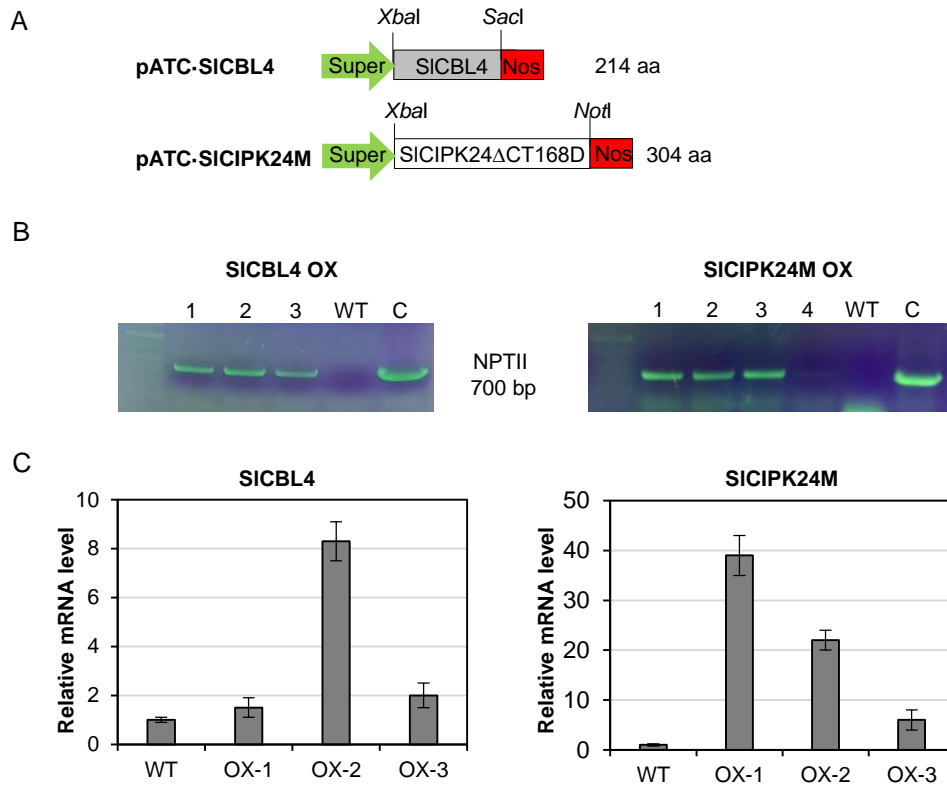 A
XbaI SacI
pATC·SlCBL4 Super SlCBL4 Nos 214 aa
XbaI NotI
pATC·SlCIPK24M Super SlCIPK24ΔCT168D Nos 304 aa
B
SlCBL4 OX SlCIPK24M OX
1 2 3 WT C 1 2 3 4 WT C
NPTII
700 bp
C
SlCBL4 SlCIPK24M
Relative mRNA level
10
8
6
4
2
0
WT OX-1 OX-2 OX-3
Relative mRNA level
50
40
30
20
10
0
WT OX-1 OX-2 OX-3